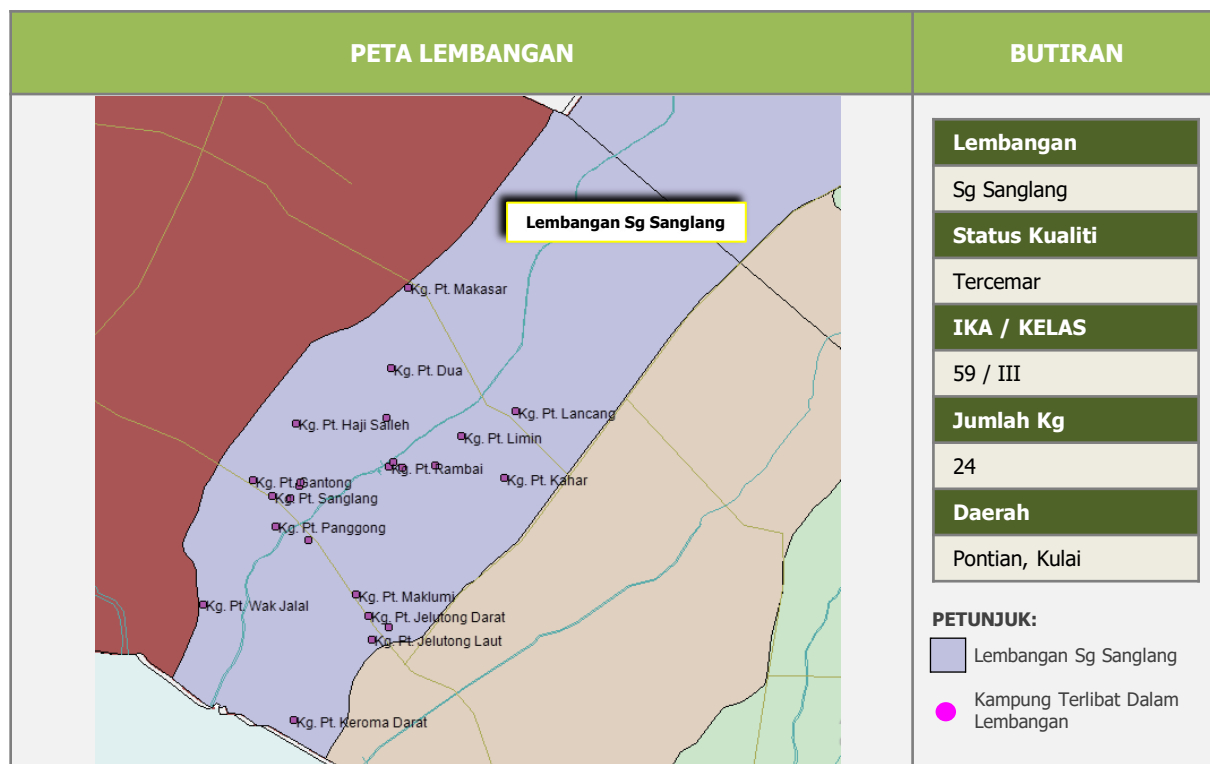 PETA LEMBANGAN
BUTIRAN
Lembangan Sg Sanglang
Kg. Pt. Makasar
Kg. Pt. Dua
Kg. Pt. Lancang
Kg. Pt. Haji Salleh
Kg. Pt. Limin
Kg. Pt. Rambai
Kg. Pt. Kahar
Kg. Pt. Gantong
Kg. Pt. Sanglang
Kg. Pt. Panggong
Kg. Pt. Maklumi
Kg. Pt. Wak Jalal
Kg. Pt. Jelutong Darat
Kg. Pt. Jelutong Laut
Kg. Pt. Keroma Darat
Lembangan
Sg Sanglang
Status Kualiti
Tercemar
IKA / KELAS
59 / III
Jumlah Kg
24
Daerah
Pontian, Kulai
PETUNJUK:
Lembangan Sg Sanglang
Kampung Terlibat Dalam
Lembangan